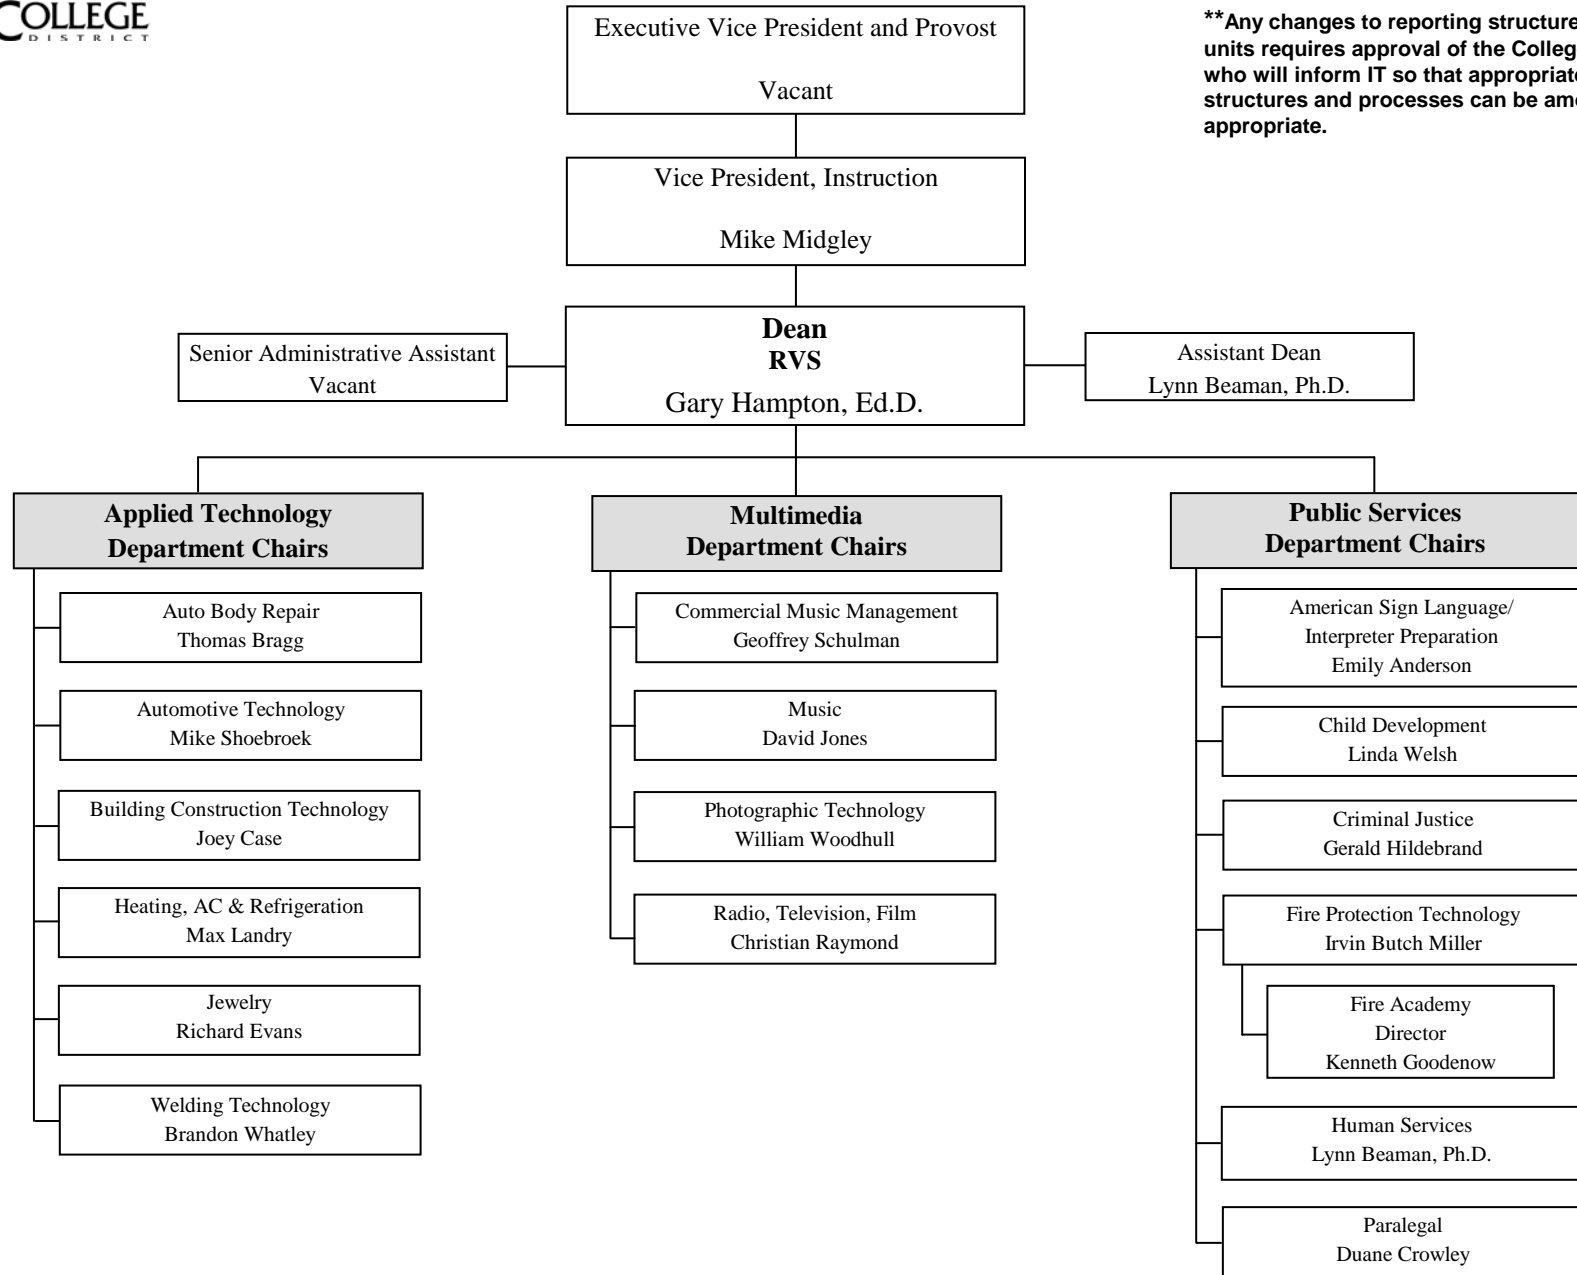 COLLEGE
DISTRICT
Executive Vice President and Provost
Vacant
**Any changes to reporting structure
units requires approval of the Colleg
who will inform IT so that appropriate
structures and processes can be am
appropriate.
Vice President, Instruction
Mike Midgley
Dean
RVS
Gary Hampton, Ed.D.
Senior Administrative Assistant
Vacant
Assistant Dean
Lynn Beaman, Ph.D.
Applied Technology
Department Chairs
Auto Body Repair
Thomas Bragg
Automotive Technology
Mike Shoebroek
Building Construction Technology
Joey Case
Heating, AC & Refrigeration
Max Landry
Jewelry
Richard Evans
Welding Technology
Brandon Whatley
Multimedia
Department Chairs
Commercial Music Management
Geoffrey Schulman
Music
David Jones
Photographic Technology
William Woodhull
Radio, Television, Film
Christian Raymond
Public Services
Department Chairs
American Sign Language/
Interpreter Preparation
Emily Anderson
Child Development
Linda Welsh
Criminal Justice
Gerald Hildebrand
Fire Protection Technology
Irvin Butch Miller
Fire Academy
Director
Kenneth Goodenow
Human Services
Lynn Beaman, Ph.D.
Paralegal
Duane Crowley